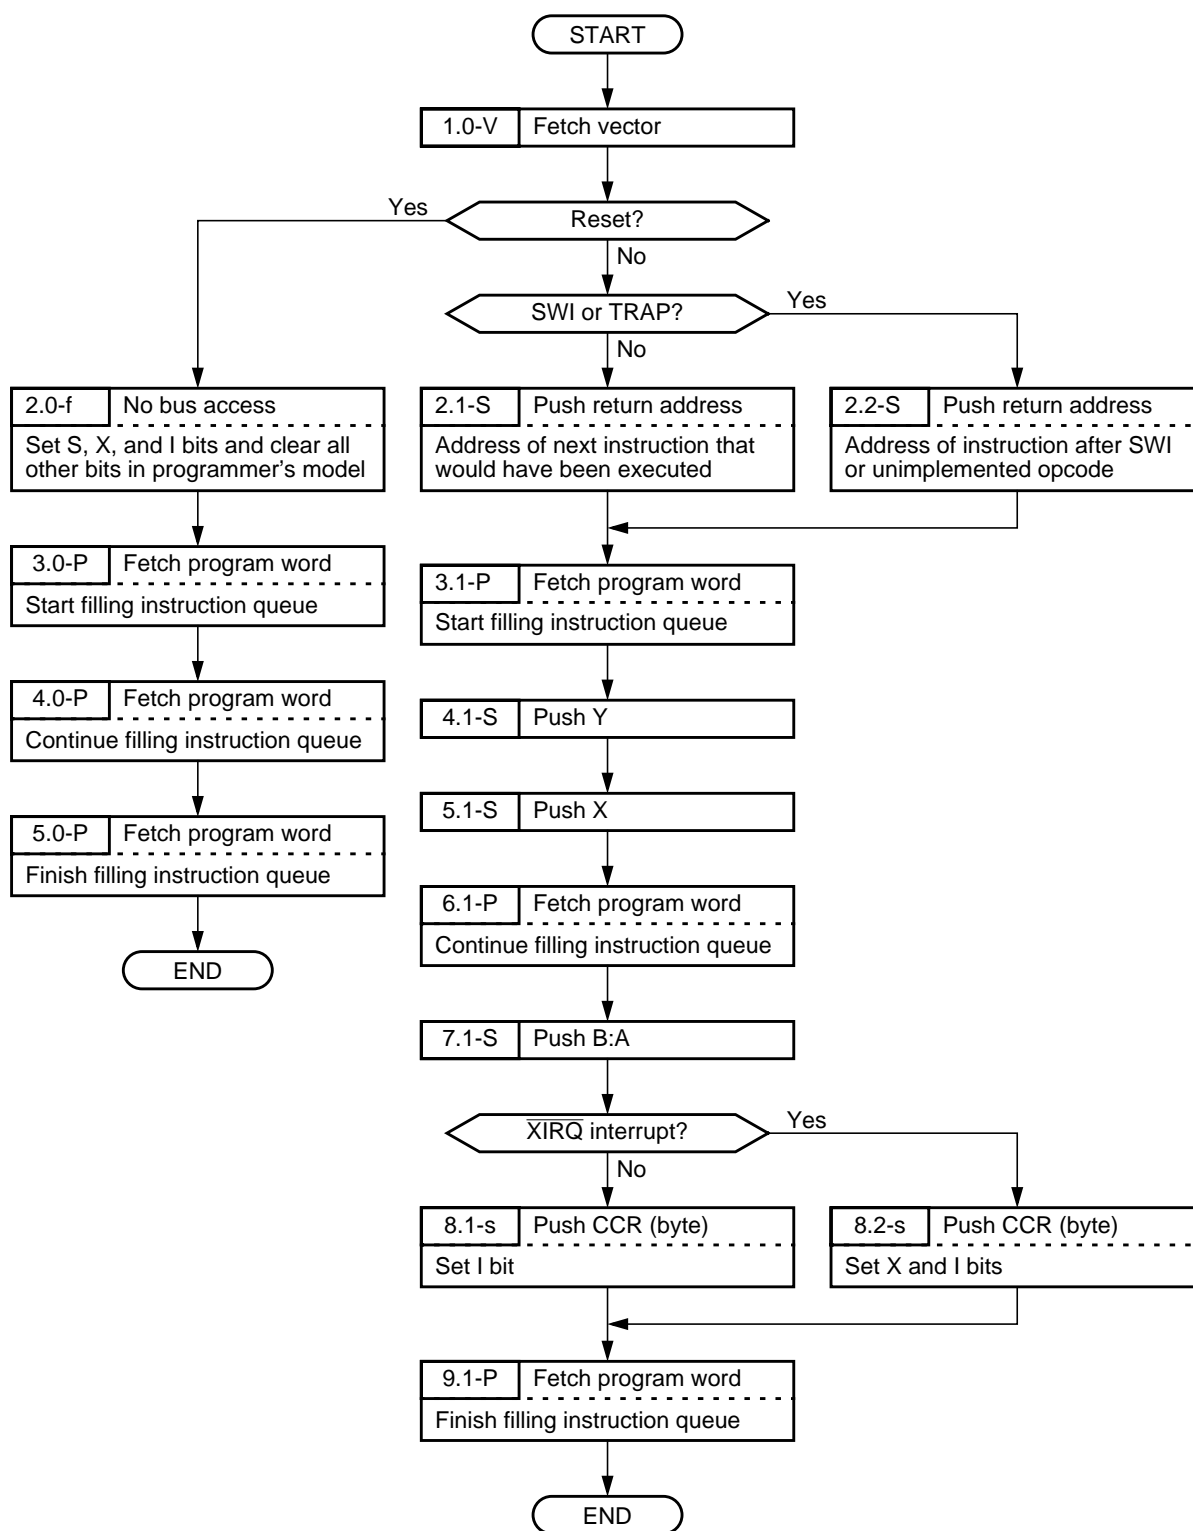 START
1.0-V Fetch vector
Yes
Reset?
No
SWI or TRAP?
Yes
No
2.0-f No bus access
Set S, X, and I bits and clear all
other bits in programmer’s model
2.1-S Push return address
Address of next instruction that
would have been executed
2.2-S Push return address
Address of instruction after SWI
or unimplemented opcode
3.0-P Fetch program word
Start filling instruction queue
3.1-P Fetch program word
Start filling instruction queue
4.0-P Fetch program word
Continue filling instruction queue
4.1-S Push Y
5.1-S Push X
5.0-P Fetch program word
Finish filling instruction queue
6.1-P Fetch program word
Continue filling instruction queue
END
7.1-S Push B:A
X̅I̅R̅Q̅ interrupt?
Yes
No
8.1-s Push CCR (byte)
Set I bit
8.2-s Push CCR (byte)
Set X and I bits
9.1-P Fetch program word
Finish filling instruction queue
END